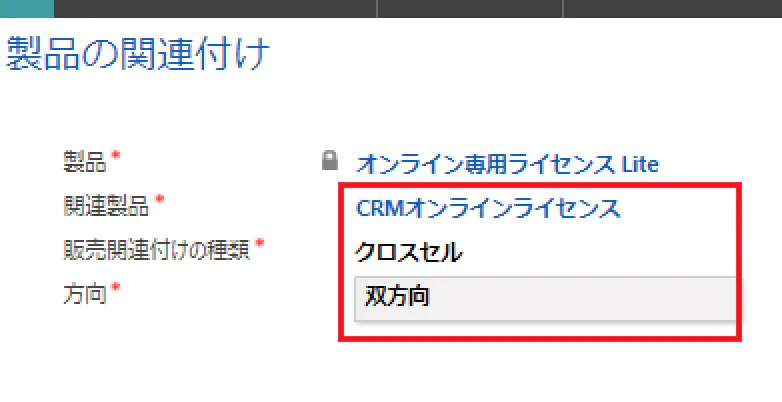 製品の関連付け
製品* オンライン専用ライセンス Lite
関連製品* CRMオンラインライセンス
販売関連付けの種類* クロスセル
方向* 双方向